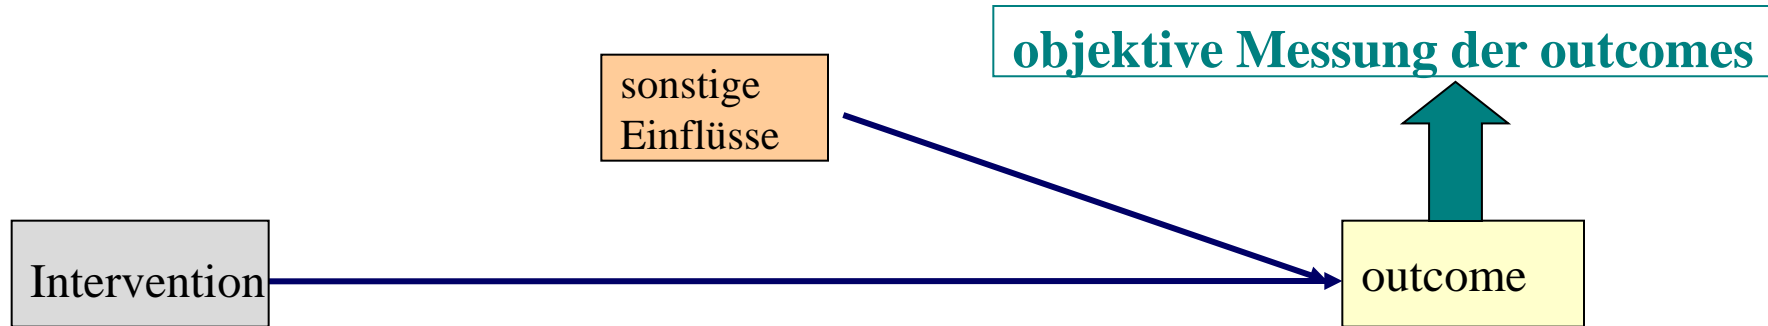 objektive Messung der outcomes
sonstige
Einflüsse
Intervention
outcome